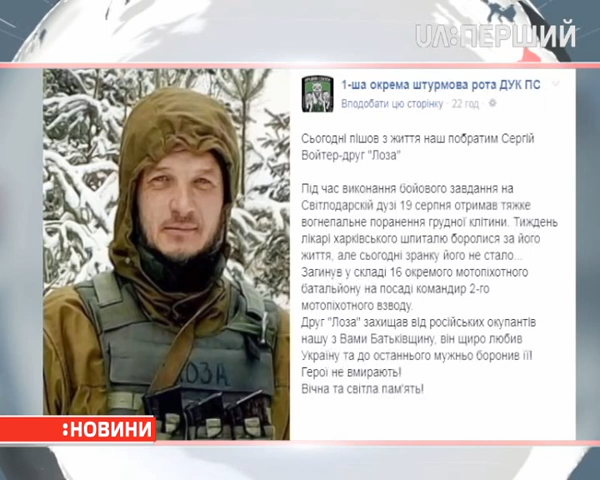 UA:ПЕРШИЙ
1-ша окрема штурмова рота ДУК ПС
Вподобати цю сторінку · 22 год ·
Сьогодні пішов з життя наш побратим Сергій
Войтер-друг "Лоза"
Під час виконання бойового завдання на
Світлодарскій дузі 19 серпня отримав тяжке
вогнепальне поранення грудної клітини. Тиждень
лікарі харківського шпиталю боролися за його
життя, але сьогодні зранку його не стало...
Загинув у складі 16 окремого мотопіхотного
батальйону на посаді командир 2-го
мотопіхотного взводу.
Друг "Лоза" захищав від російських окупантів
нашу з Вами Батьківщину, він щиро любив
Україну та до останнього мужньо боронив її!
Герої не вмирають!
Вічна та світла пам'ять!
ЛОЗА
:НОВИНИ